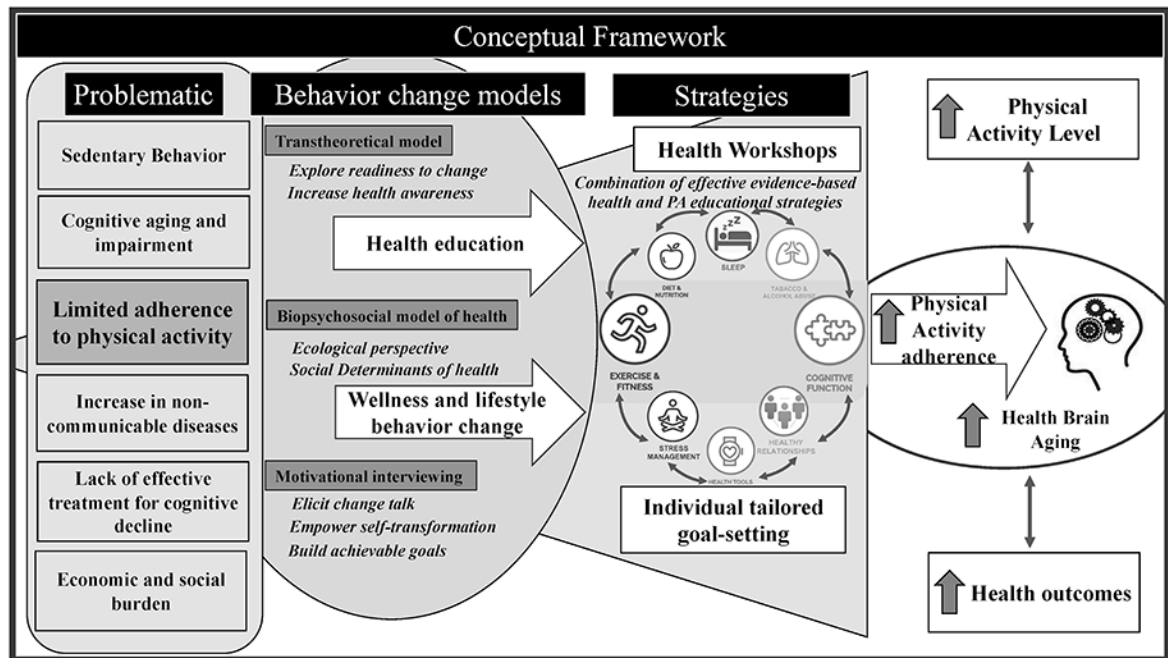 Conceptual Framework
Problematic
Sedentary Behavior
Cognitive aging and
impairment
Limited adherence
to physical activity
Increase in non-
communicable diseases
Lack of effective
treatment for cognitive
decline
Economic and social
burden
Behavior change models
Transtheoretical model
Explore readiness to change
Increase health awareness
Health education
Biopsychosocial model of health
Ecological perspective
Social Determinants of health
Wellness and lifestyle
behavior change
Motivational interviewing
Elicit change talk
Empower self-transformation
Build achievable goals
Strategies
Health Workshops
Combination of effective evidence-based
health and PA educational strategies
zZZ
SLEEP
DIET &
NUTRITION
TABACCO &
ALCOHOL ABUSE
EXERCISE &
FITNESS
COGNITIVE
FUNCTION
STRESS
MANAGEMENT
HEALTHY
RELATIONSHIPS
HEALTH TOOLS
Individual tailored
goal-setting
Physical
Activity Level
Physical
Activity
adherence
Health Brain
Aging
Health outcomes